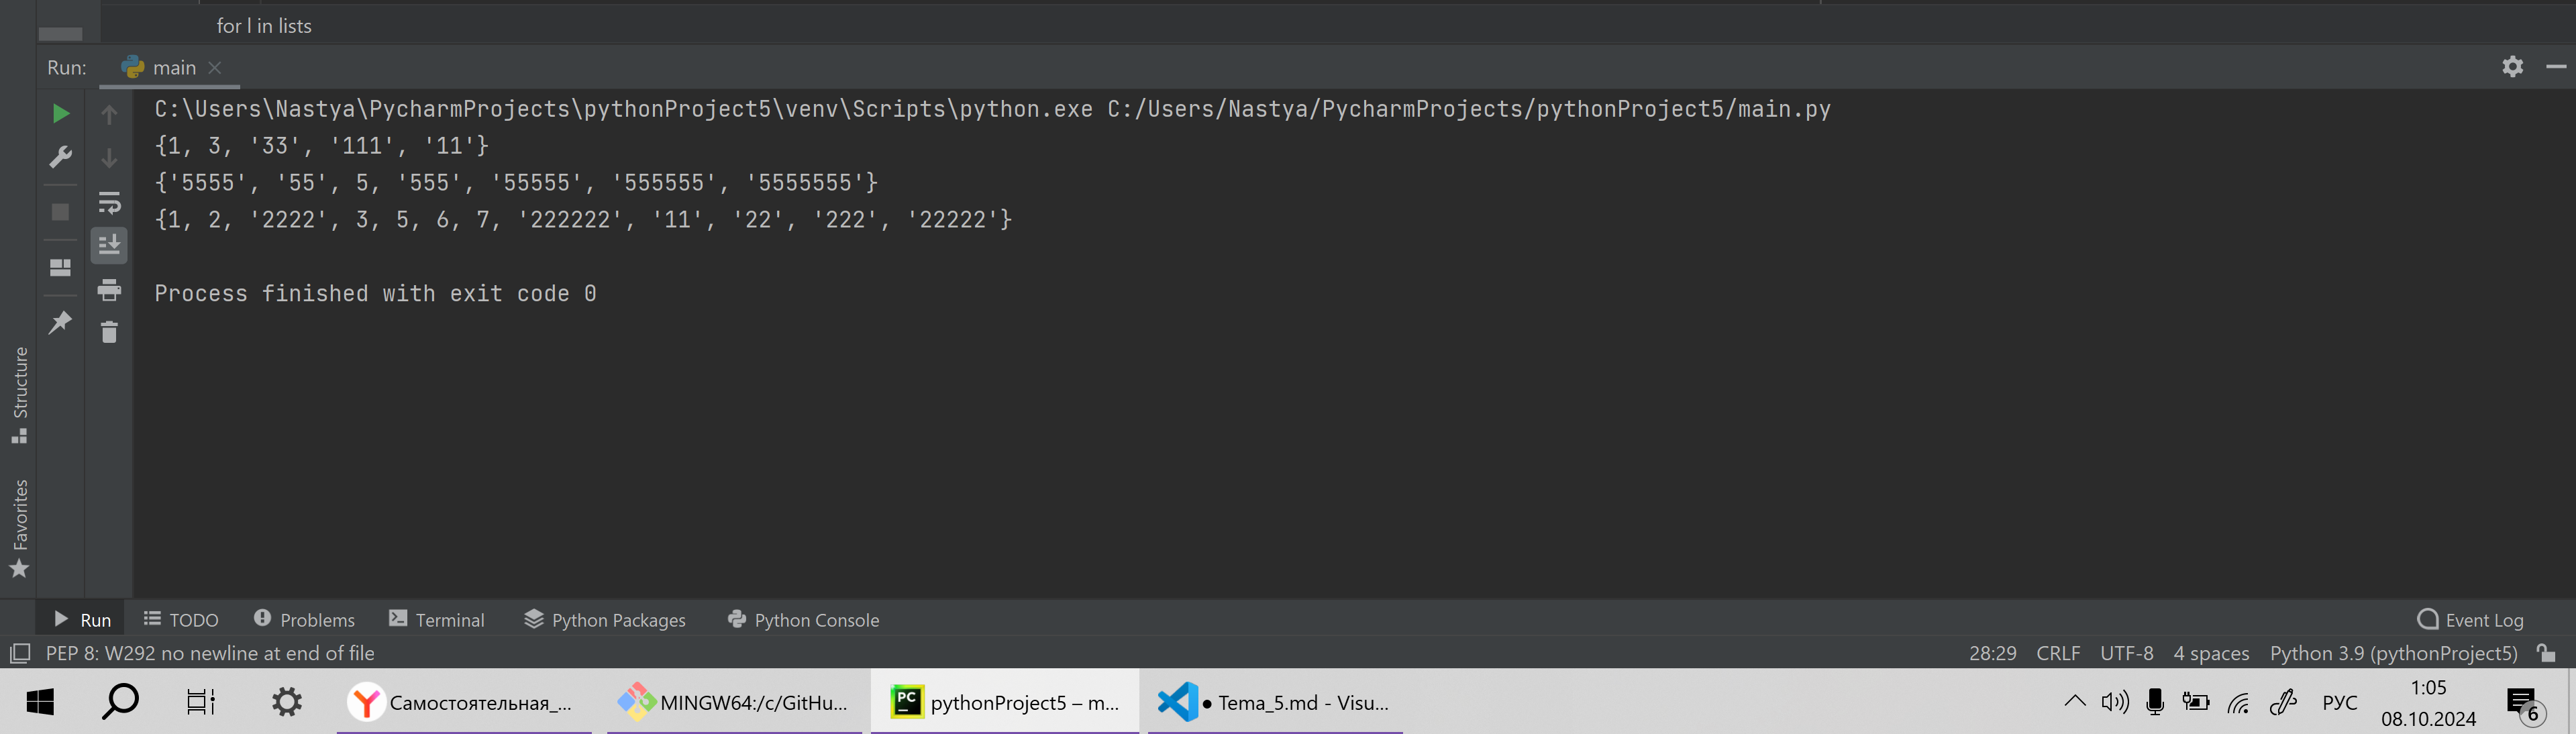 for l in lists
Run: main
C:\Users\Nastya\PycharmProjects\pythonProject5\venv\Scripts\python.exe C:/Users/Nastya/PycharmProjects/pythonProject5/main.py
{1, 3, '33', '111', '11'}
{'5555', '55', 5, '555', '55555', '555555', '5555555'}
{1, 2, '2222', 3, 5, 6, 7, '222222', '11', '22', '222', '22222'}
Process finished with exit code 0
Structure
Favorites
Run TODO Problems Terminal Python Packages Python Console Event Log
PEP 8: W292 no newline at end of file 28:29 CRLF UTF-8 4 spaces Python 3.9 (pythonProject5)
Самостоятельная_... MINGW64:/c/GitHu... PC pythonProject5 – m... ● Tema_5.md - Visu... РУС 1:05
08.10.2024 6